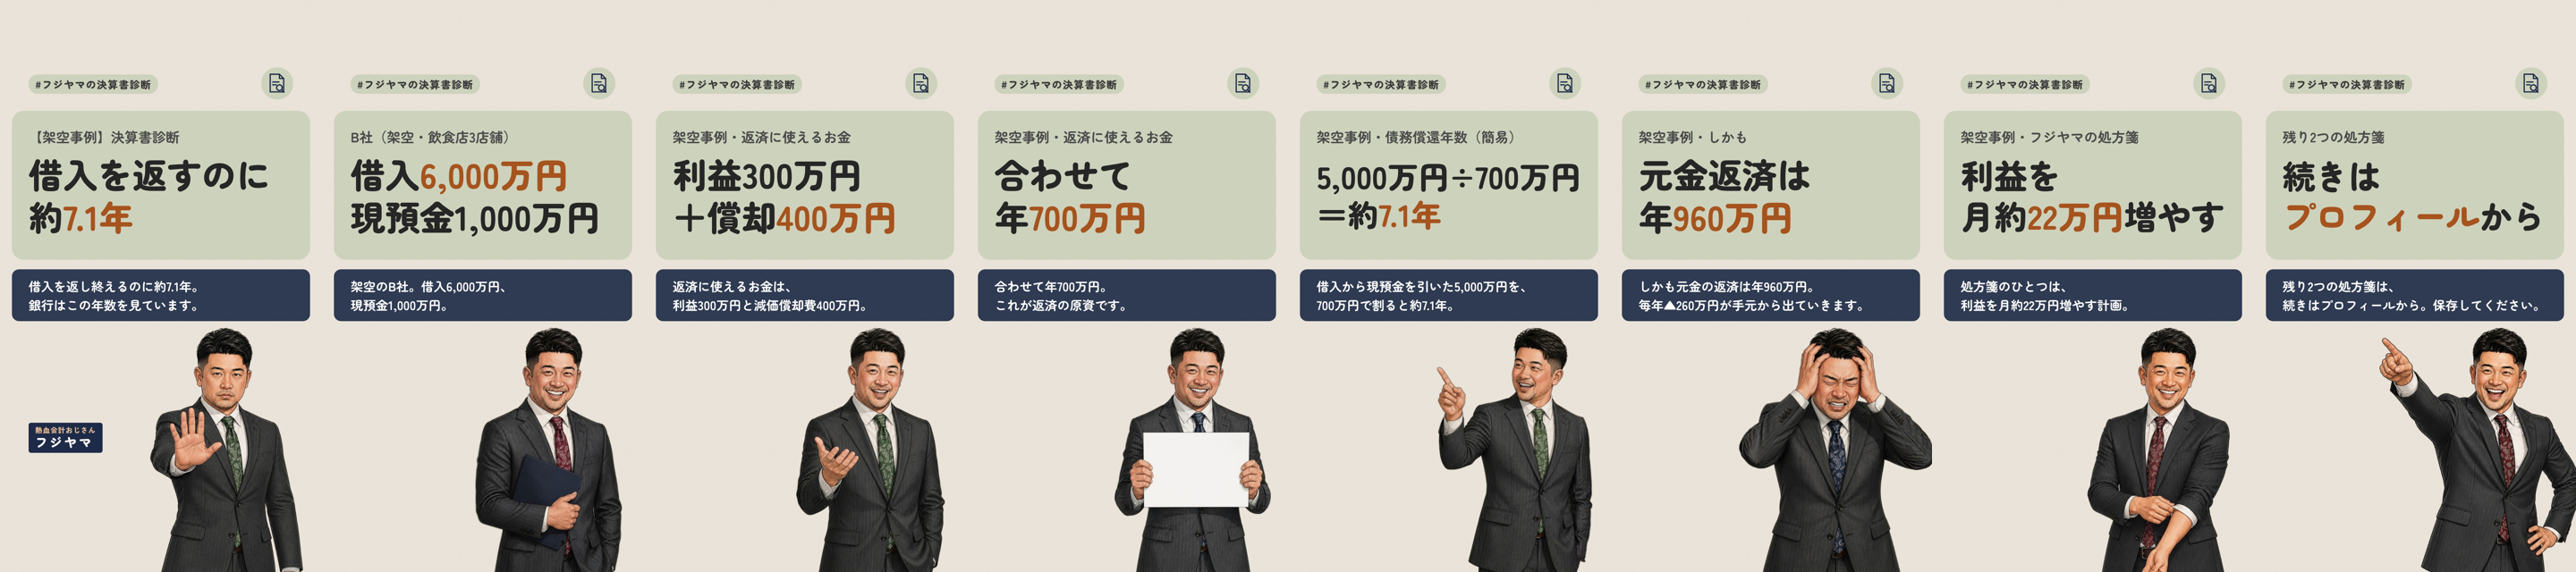 #フジヤマの決算書診断
【架空事例】決算書診断
借入を返すのに
約7.1年
借入を返し終えるのに約7.1年。
銀行はこの年数を見ています。
熱血会計おじさん
フジヤマ
#フジヤマの決算書診断
B社（架空・飲食店3店舗）
借入6,000万円
現預金1,000万円
架空のB社。借入6,000万円、
現預金1,000万円。
#フジヤマの決算書診断
架空事例・返済に使えるお金
利益300万円
＋償却400万円
返済に使えるお金は、
利益300万円と減価償却費400万円。
#フジヤマの決算書診断
架空事例・返済に使えるお金
合わせて
年700万円
合わせて年700万円。
これが返済の原資です。
#フジヤマの決算書診断
架空事例・債務償還年数（簡易）
5,000万円÷700万円
＝約7.1年
借入から現預金を引いた5,000万円を、
700万円で割ると約7.1年。
#フジヤマの決算書診断
架空事例・しかも
元金返済は
年960万円
しかも元金の返済は年960万円。
毎年▲260万円が手元から出ていきます。
#フジヤマの決算書診断
架空事例・フジヤマの処方箋
利益を
月約22万円増やす
処方箋のひとつは、
利益を月約22万円増やす計画。
#フジヤマの決算書診断
残り2つの処方箋
続きは
プロフィールから
残り2つの処方箋は、
続きはプロフィールから。保存してください。